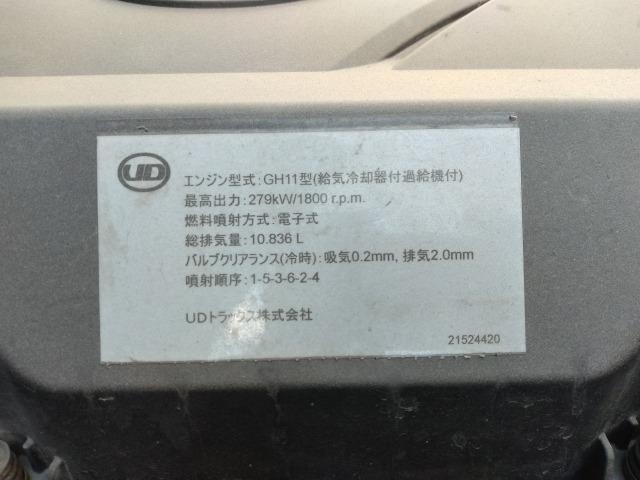 UD
エンジン型式:GH11型(給気冷却器付過給機付)
最高出力:279kW/1800 r.p.m.
燃料噴射方式:電子式
総排気量:10.836 L
バルブクリアランス(冷時):吸気0.2mm, 排気2.0mm
噴射順序:1-5-3-6-2-4
UDトラックス株式会社
21524420